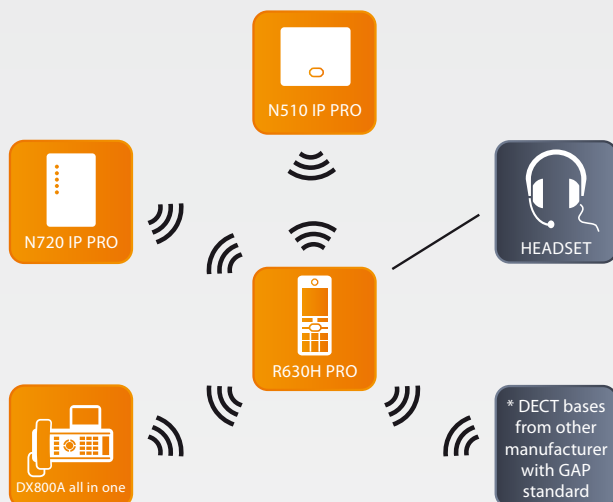 N510 IP PRO
N720 IP PRO
HEADSET
R630H PRO
DX800A all in one
* DECT bases
from other
manufacturer
with GAP
standard